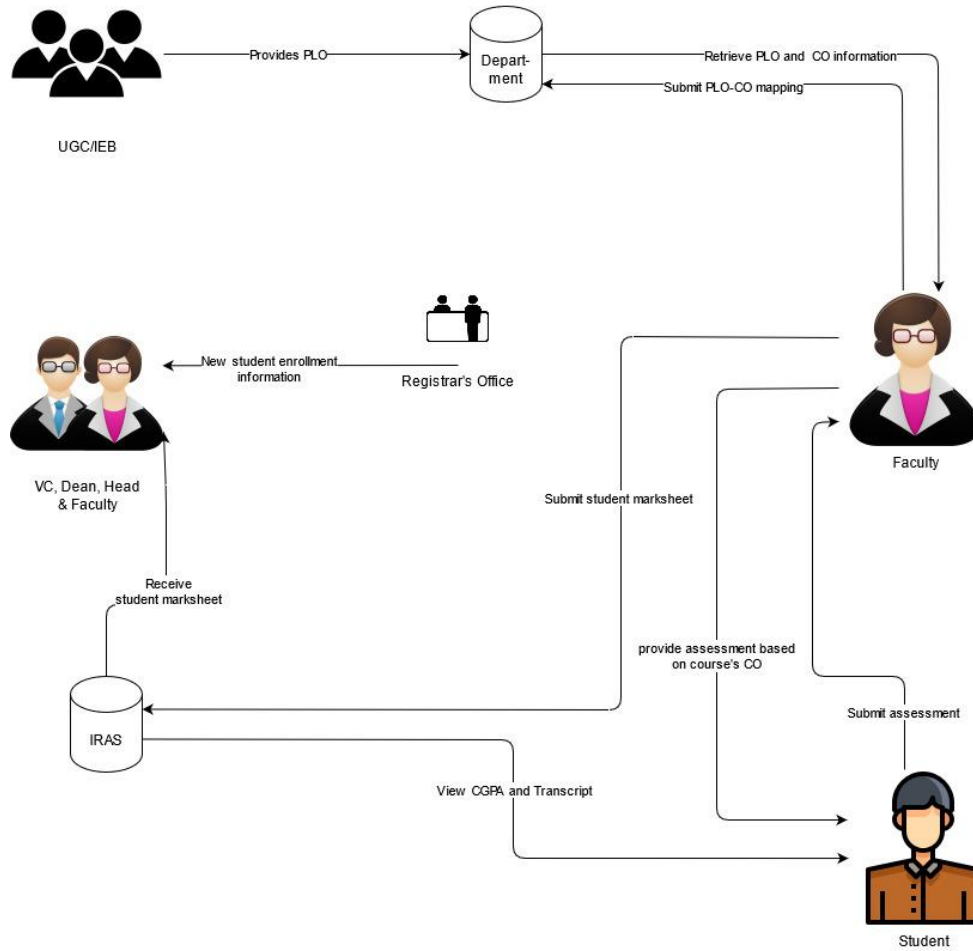 Provides PLO
Depart-
ment
Retrieve PLO and CO information
Submit PLO-CO mapping
UGC/IEB
New student enrollment
information
Registrar's Office
Faculty
VC, Dean, Head
& Faculty
Submit student marksheet
Receive
student marksheet
provide assessment based
on course's CO
Submit assessment
IRAS
View CGPA and Transcript
Student